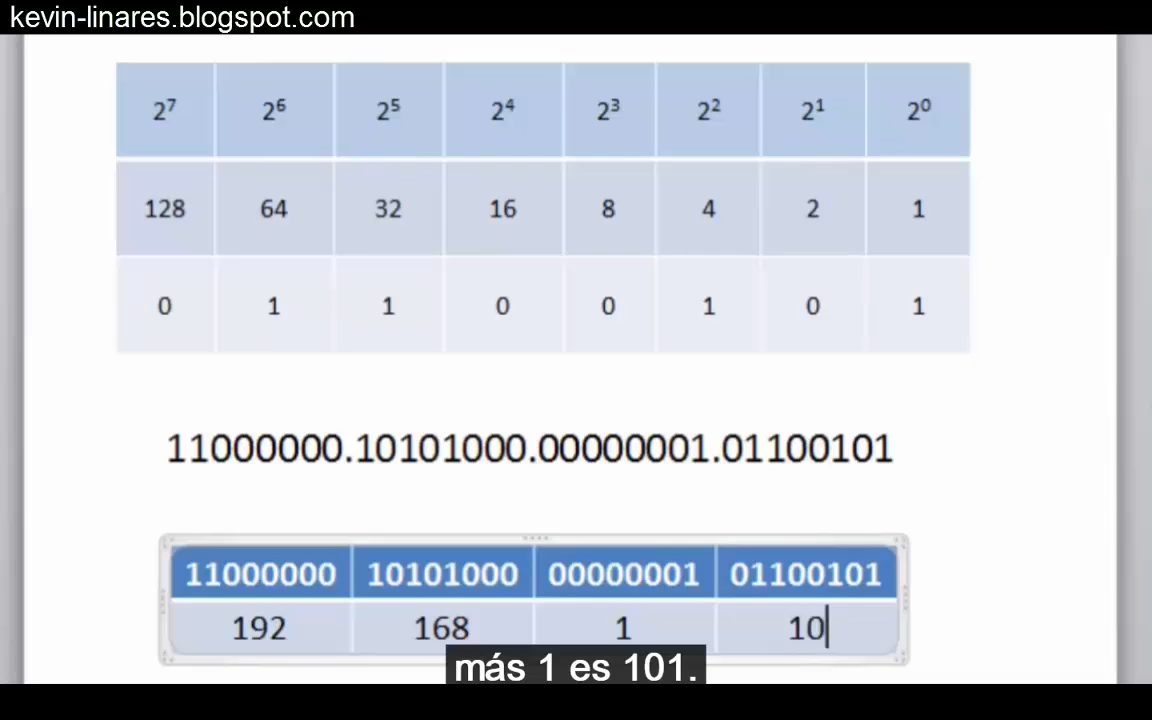 kevin-linares.blogspot.com
2⁷ 2⁶ 2⁵ 2⁴ 2³ 2² 2¹ 2⁰
128 64 32 16 8 4 2 1
0 1 1 0 0 1 0 1
11000000.10101000.00000001.01100101
11000000 10101000 00000001 01100101
192 168 1 10
más 1 es 101.